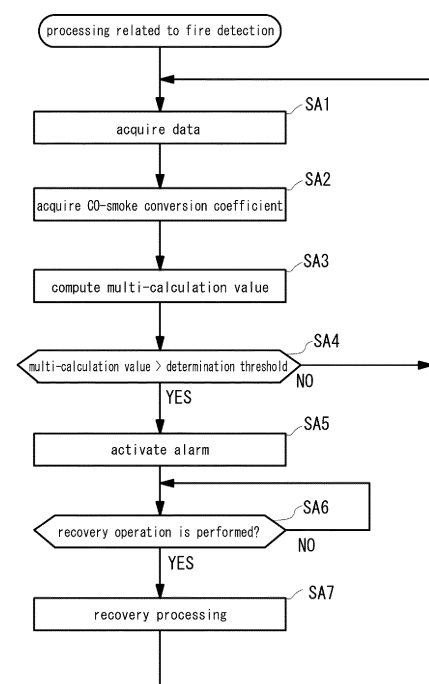 processing related to fire detection
SA1
acquire data
SA2
acquire CO-smoke conversion coefficient
SA3
compute multi-calculation value
SA4
multi-calculation value > determination threshold
NO
YES
SA5
activate alarm
SA6
recovery operation is performed?
NO
YES
SA7
recovery processing